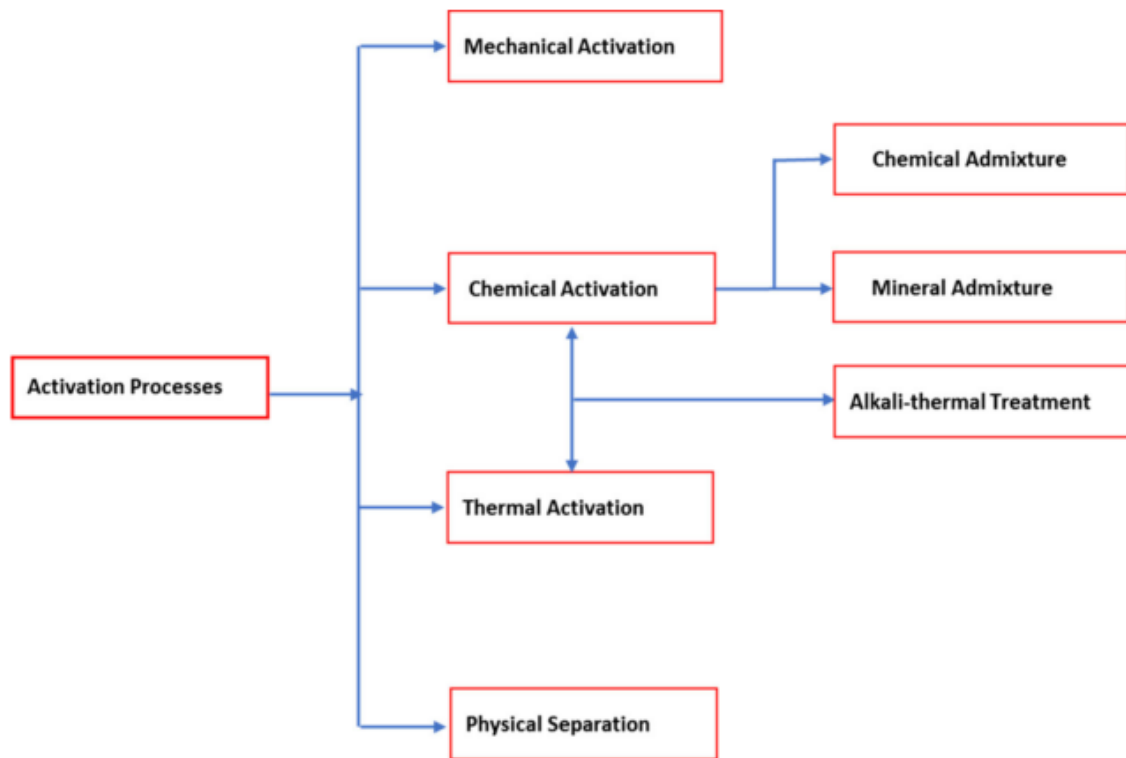 Mechanical Activation
Chemical Admixture
Chemical Activation
Mineral Admixture
Activation Processes
Alkali-thermal Treatment
Thermal Activation
Physical Separation